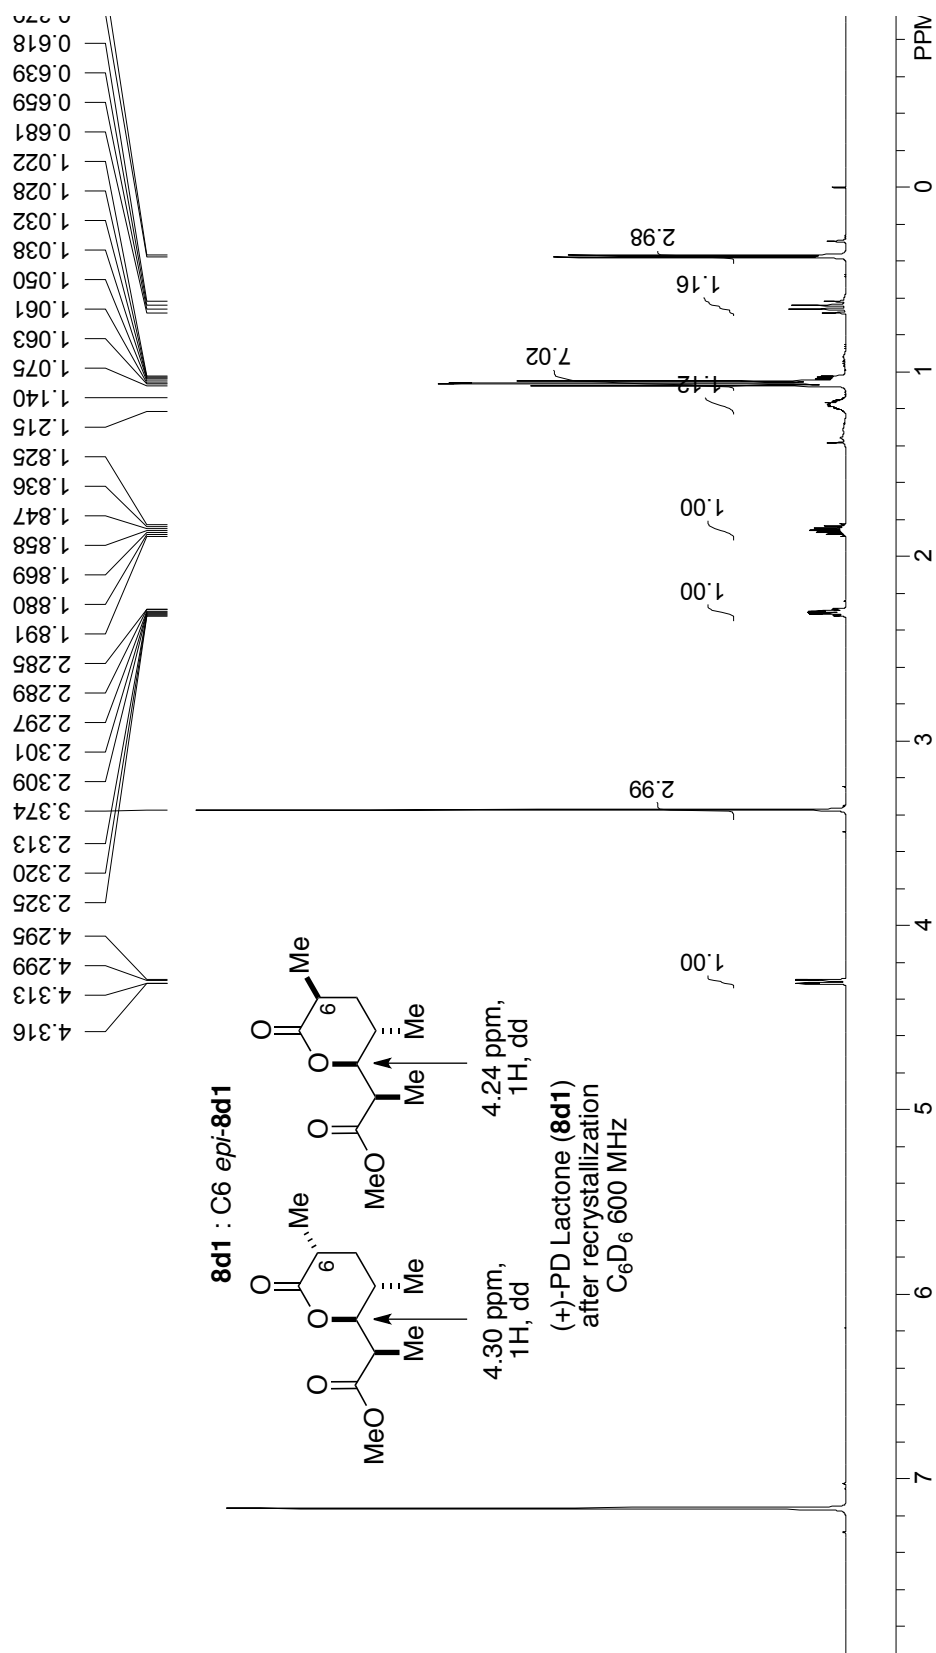 0.618
0.639
0.659
0.681
1.022
1.028
1.032
1.038
1.050
1.061
1.063
1.075
1.140
1.215
1.825
1.836
1.847
1.858
1.869
1.880
1.891
2.285
2.289
2.297
2.301
2.309
3.374
2.313
2.320
2.325
4.295
4.299
4.313
4.316
2.98
1.16
7.02
1.12
1.00
1.00
2.99
1.00
8d1 : C6 epi-8d1
O
O
6
Me
Me
Me
O
MeO
4.30 ppm,
1H, dd
O
O
6
Me
Me
Me
O
MeO
4.24 ppm,
1H, dd
(+)-PD Lactone (8d1)
after recrystallization
C6D6 600 MHz
7
6
5
4
3
2
1
0
PPM